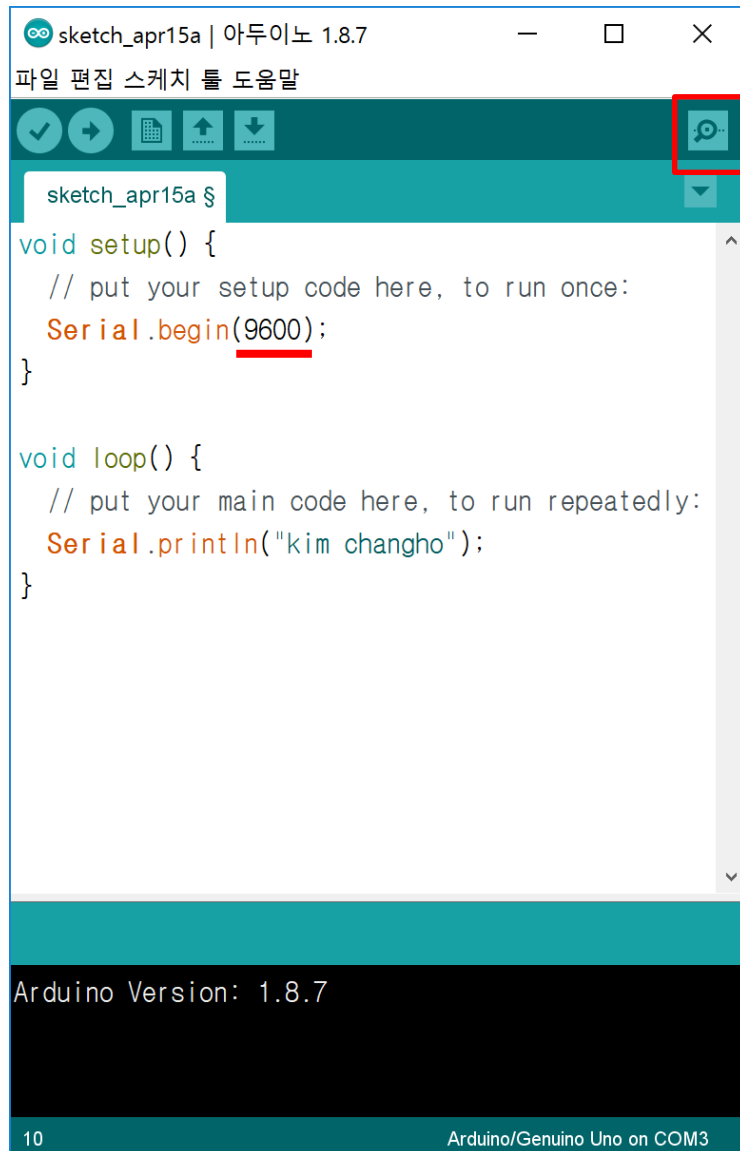 sketch_apr15a | 아두이노 1.8.7
파일 편집 스케치 툴 도움말
sketch_apr15a §
void setup() {
  // put your setup code here, to run once:
  Serial.begin(9600);
}
void loop() {
  // put your main code here, to run repeatedly:
  Serial.println("kim changho");
}
Arduino Version: 1.8.7
10 Arduino/Genuino Uno on COM3